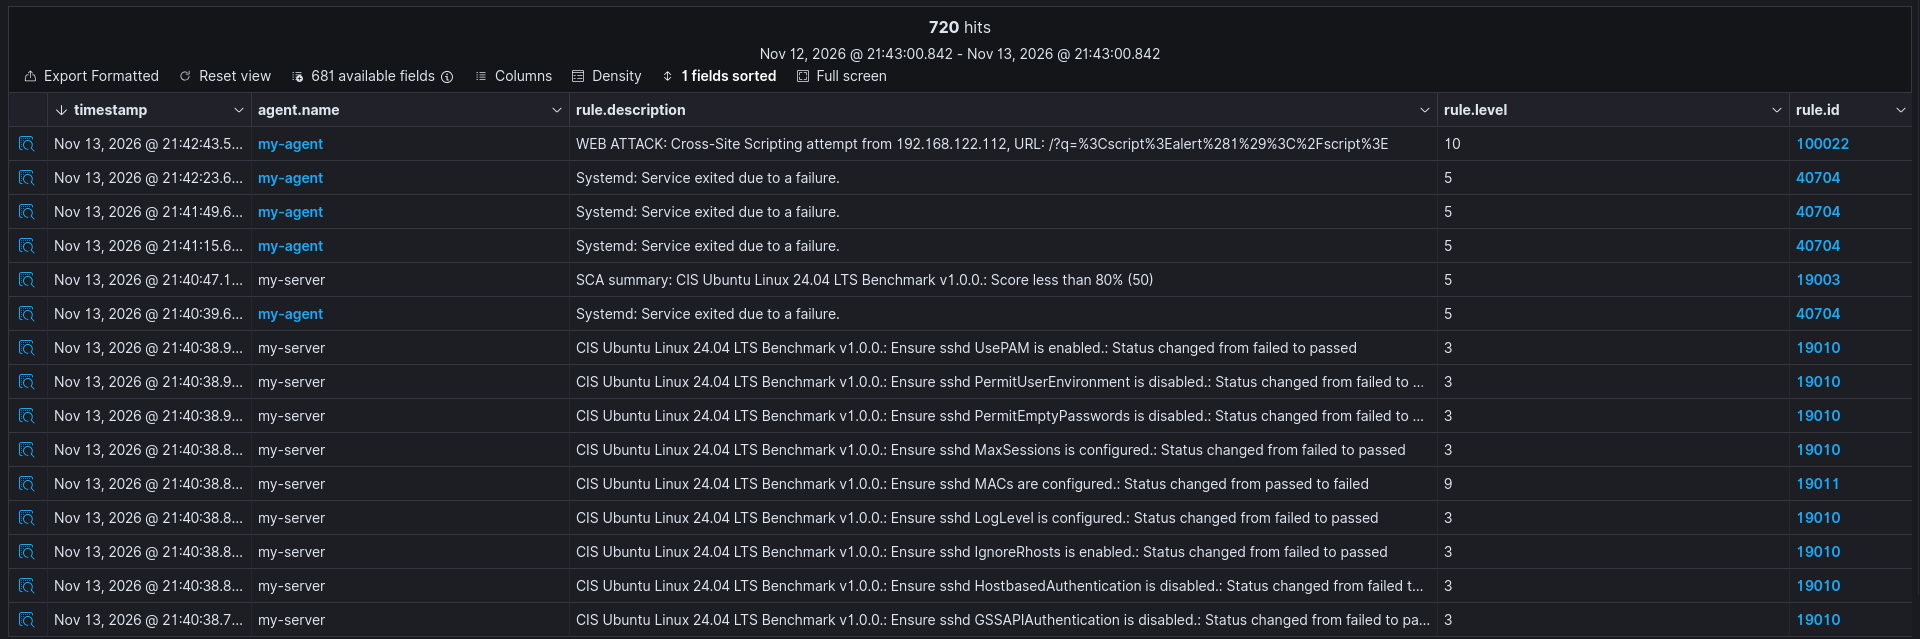 720 hits
Nov 12, 2026 @ 21:43:00.842 - Nov 13, 2026 @ 21:43:00.842
Export Formatted Reset view 681 available fields Columns Density 1 fields sorted Full screen
timestamp agent.name rule.description rule.level rule.id
Nov 13, 2026 @ 21:42:43.5... my-agent WEB ATTACK: Cross-Site Scripting attempt from 192.168.122.112, URL: /?q=%3Cscript%3Ealert%281%29%3C%2Fscript%3E 10 100022
Nov 13, 2026 @ 21:42:23.6... my-agent Systemd: Service exited due to a failure. 5 40704
Nov 13, 2026 @ 21:41:49.6... my-agent Systemd: Service exited due to a failure. 5 40704
Nov 13, 2026 @ 21:41:15.6... my-agent Systemd: Service exited due to a failure. 5 40704
Nov 13, 2026 @ 21:40:47.1... my-server SCA summary: CIS Ubuntu Linux 24.04 LTS Benchmark v1.0.0.: Score less than 80% (50) 5 19003
Nov 13, 2026 @ 21:40:39.6... my-agent Systemd: Service exited due to a failure. 5 40704
Nov 13, 2026 @ 21:40:38.9... my-server CIS Ubuntu Linux 24.04 LTS Benchmark v1.0.0.: Ensure sshd UsePAM is enabled.: Status changed from failed to passed 3 19010
Nov 13, 2026 @ 21:40:38.9... my-server CIS Ubuntu Linux 24.04 LTS Benchmark v1.0.0.: Ensure sshd PermitUserEnvironment is disabled.: Status changed from failed to ... 3 19010
Nov 13, 2026 @ 21:40:38.9... my-server CIS Ubuntu Linux 24.04 LTS Benchmark v1.0.0.: Ensure sshd PermitEmptyPasswords is disabled.: Status changed from failed to ... 3 19010
Nov 13, 2026 @ 21:40:38.8... my-server CIS Ubuntu Linux 24.04 LTS Benchmark v1.0.0.: Ensure sshd MaxSessions is configured.: Status changed from failed to passed 3 19010
Nov 13, 2026 @ 21:40:38.8... my-server CIS Ubuntu Linux 24.04 LTS Benchmark v1.0.0.: Ensure sshd MACs are configured.: Status changed from passed to failed 9 19011
Nov 13, 2026 @ 21:40:38.8... my-server CIS Ubuntu Linux 24.04 LTS Benchmark v1.0.0.: Ensure sshd LogLevel is configured.: Status changed from failed to passed 3 19010
Nov 13, 2026 @ 21:40:38.8... my-server CIS Ubuntu Linux 24.04 LTS Benchmark v1.0.0.: Ensure sshd IgnoreRhosts is enabled.: Status changed from failed to passed 3 19010
Nov 13, 2026 @ 21:40:38.8... my-server CIS Ubuntu Linux 24.04 LTS Benchmark v1.0.0.: Ensure sshd HostbasedAuthentication is disabled.: Status changed from failed t... 3 19010
Nov 13, 2026 @ 21:40:38.7... my-server CIS Ubuntu Linux 24.04 LTS Benchmark v1.0.0.: Ensure sshd GSSAPIAuthentication is disabled.: Status changed from failed to pa... 3 19010